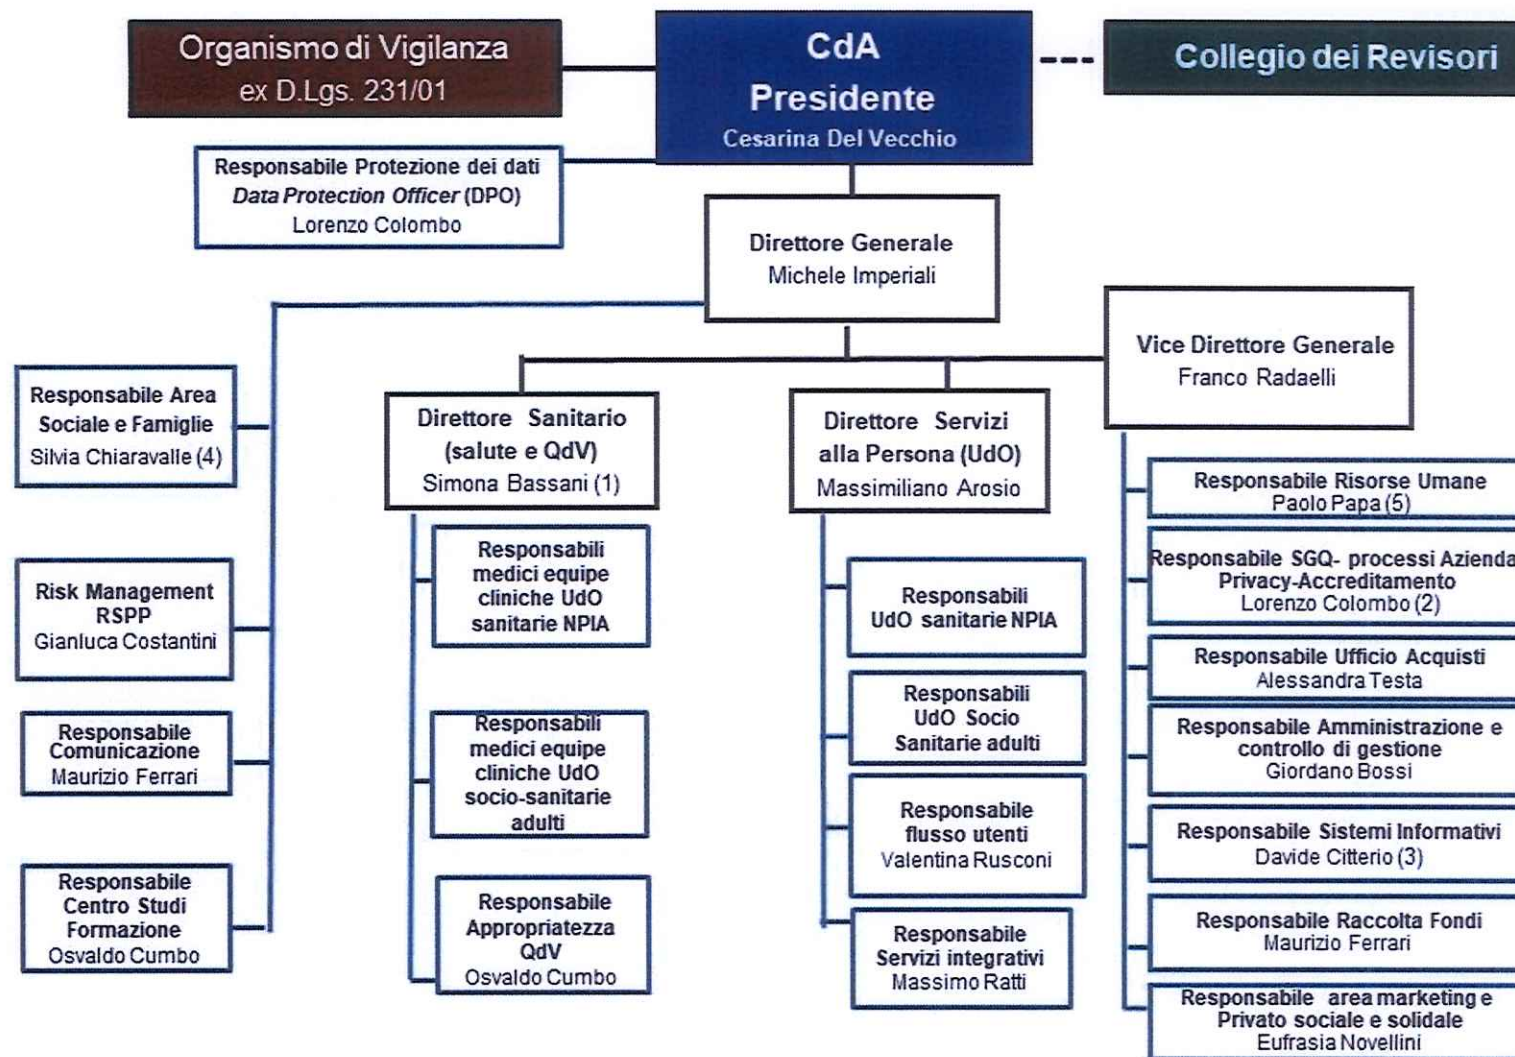 Organismo di Vigilanza
ex D.Lgs. 231/01
CdA
Presidente
Cesarina Del Vecchio
Collegio dei Revisori
Responsabile Protezione dei dati
Data Protection Officer (DPO)
Lorenzo Colombo
Direttore Generale
Michele Imperiali
Vice Direttore Generale
Franco Radaelli
Responsabile Area
Sociale e Famiglie
Silvia Chiaravalle (4)
Risk Management
RSPP
Gianluca Costantini
Responsabile
Comunicazione
Maurizio Ferrari
Responsabile
Centro Studi
Formazione
Osvaldo Cumbo
Direttore Sanitario
(salute e QdV)
Simona Bassani (1)
Responsabili
medici equipe
cliniche UdO
sanitarie NPIA
Responsabili
medici equipe
cliniche UdO
socio-sanitarie
adulti
Responsabile
Appropriatezza
QdV
Osvaldo Cumbo
Direttore Servizi
alla Persona (UdO)
Massimiliano Arosio
Responsabili
UdO sanitarie NPIA
Responsabili
UdO Socio
Sanitarie adulti
Responsabile
flusso utenti
Valentina Rusconi
Responsabile
Servizi integrativi
Massimo Ratti
Responsabile Risorse Umane
Paolo Papa (5)
Responsabile SGQ- processi Azienda
Privacy-Accreditamento
Lorenzo Colombo (2)
Responsabile Ufficio Acquisti
Alessandra Testa
Responsabile Amministrazione e
controllo di gestione
Giordano Bossi
Responsabile Sistemi Informativi
Davide Citterio (3)
Responsabile Raccolta Fondi
Maurizio Ferrari
Responsabile area marketing e
Privato sociale e solidale
Eufrasia Novellini